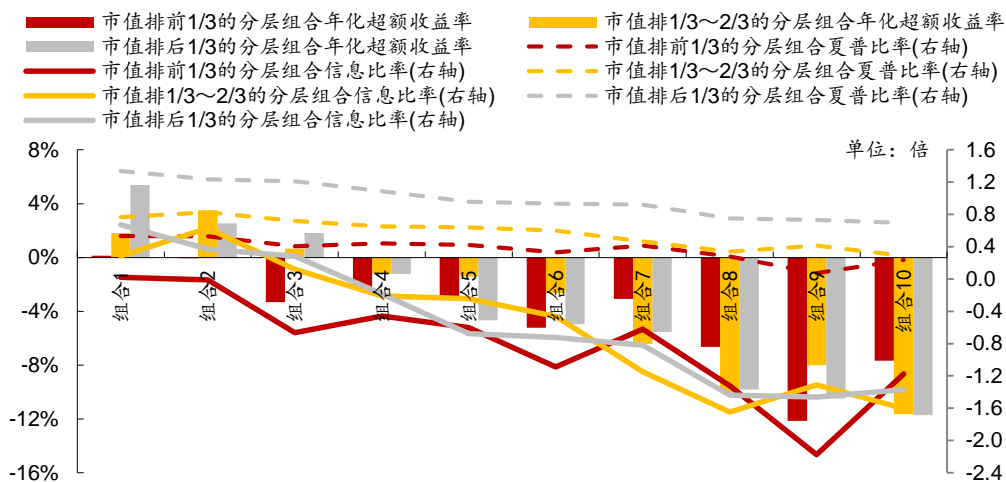 市值排前1/3的分层组合年化超额收益率
市值排1/3～2/3的分层组合年化超额收益率
市值排后1/3的分层组合年化超额收益率
市值排前1/3的分层组合夏普比率(右轴)
市值排前1/3的分层组合信息比率(右轴)
市值排1/3～2/3的分层组合夏普比率(右轴)
市值排1/3～2/3的分层组合信息比率(右轴)
市值排后1/3的分层组合夏普比率(右轴)
市值排后1/3的分层组合信息比率(右轴)
单位：倍
8%
4%
0%
-4%
-8%
-12%
-16%
1.6
1.2
0.8
0.4
0.0
-0.4
-0.8
-1.2
-1.6
-2.0
-2.4
组合1
组合2
组合3
组合4
组合5
组合6
组合7
组合8
组合9
组合10